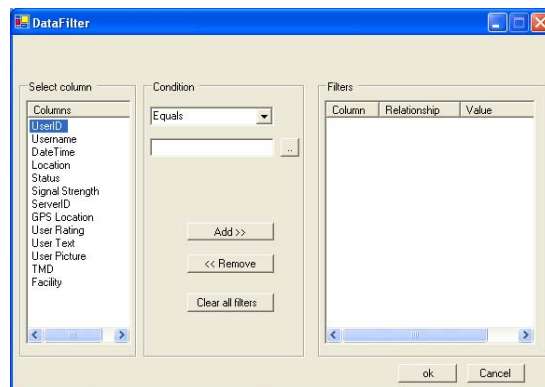 DataFilter
Select column
Columns
UserID
Username
DateTime
Location
Status
Signal Strength
ServerID
GPS Location
User Rating
User Text
User Picture
TMD
Facility
Condition
Equals
..
Add >>
<< Remove
Clear all filters
Filters
Column Relationship Value
ok Cancel